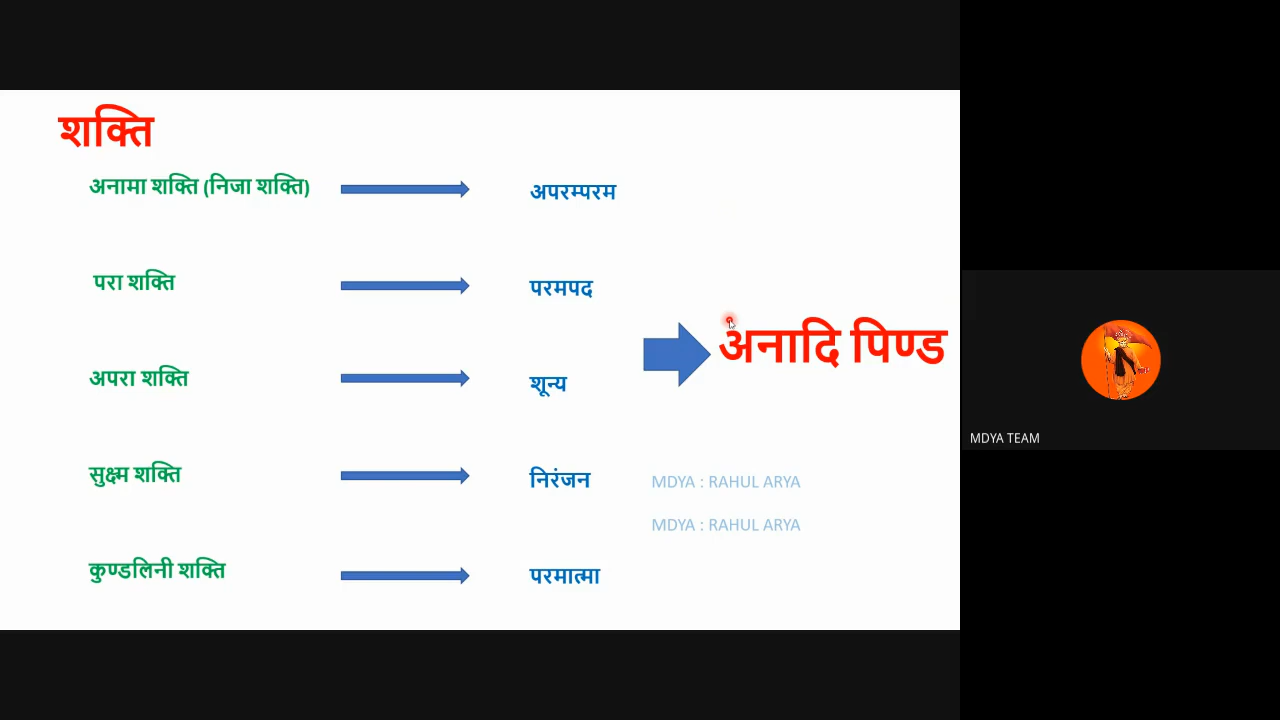 शक्ति
अनामा शक्ति (निजा शक्ति)
अपरम्परम
परा शक्ति
परमपद
अनादि पिण्ड
अपरा शक्ति
शून्य
सुक्ष्म शक्ति
निरंजन
MDYA : RAHUL ARYA
MDYA : RAHUL ARYA
कुण्डलिनी शक्ति
परमात्मा
MDYA TEAM